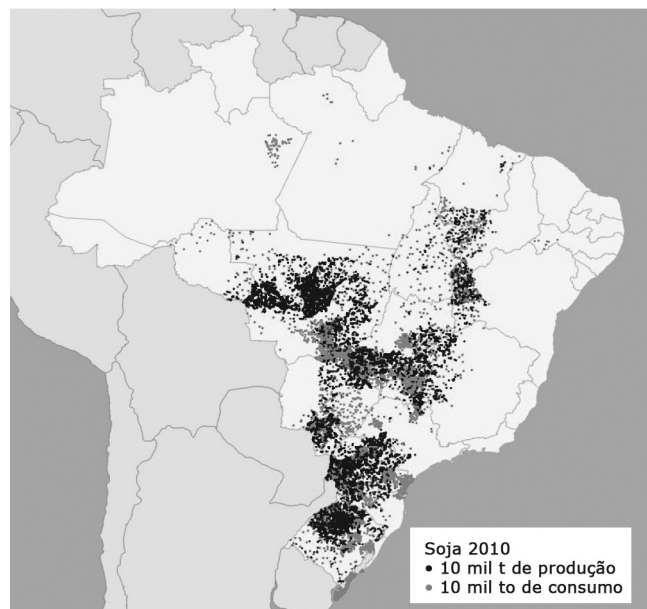 Soja 2010
• 10 mil t de produção
• 10 mil to de consumo